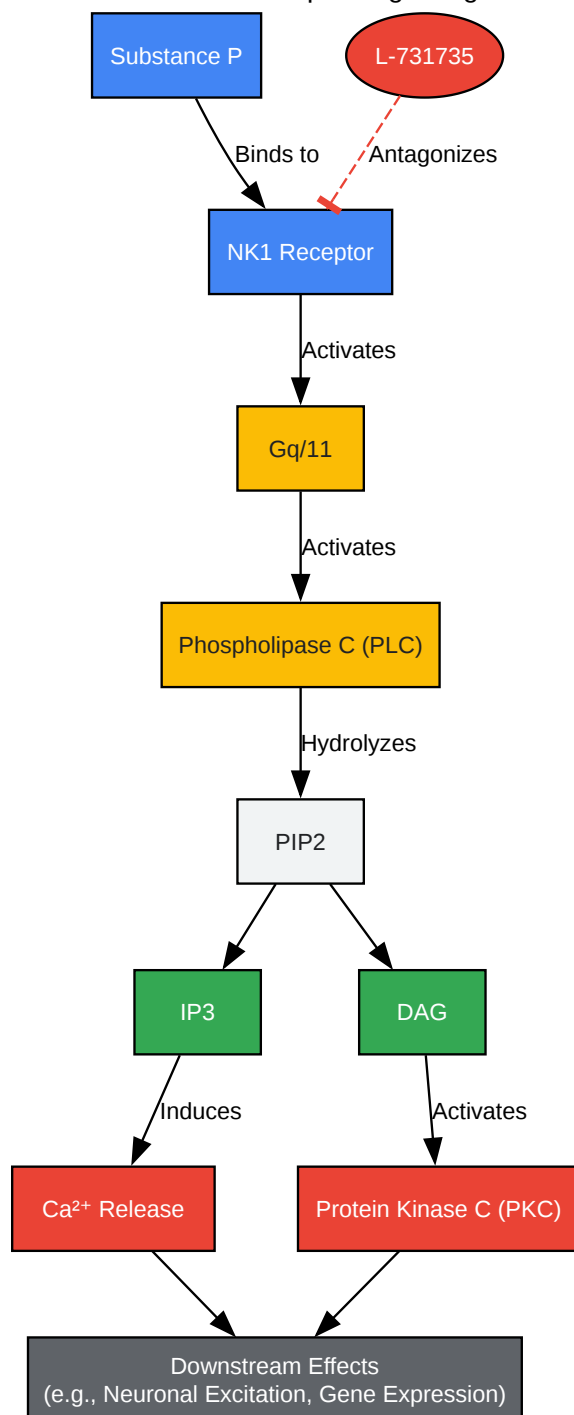 Substance P
L-731735
Binds to
Antagonizes
NK1 Receptor
Activates
Gq/11
Activates
Phospholipase C (PLC)
Hydrolyzes
PIP2
IP3
DAG
Induces
Activates
Ca²⁺ Release
Protein Kinase C (PKC)
Downstream Effects
(e.g., Neuronal Excitation, Gene Expression)